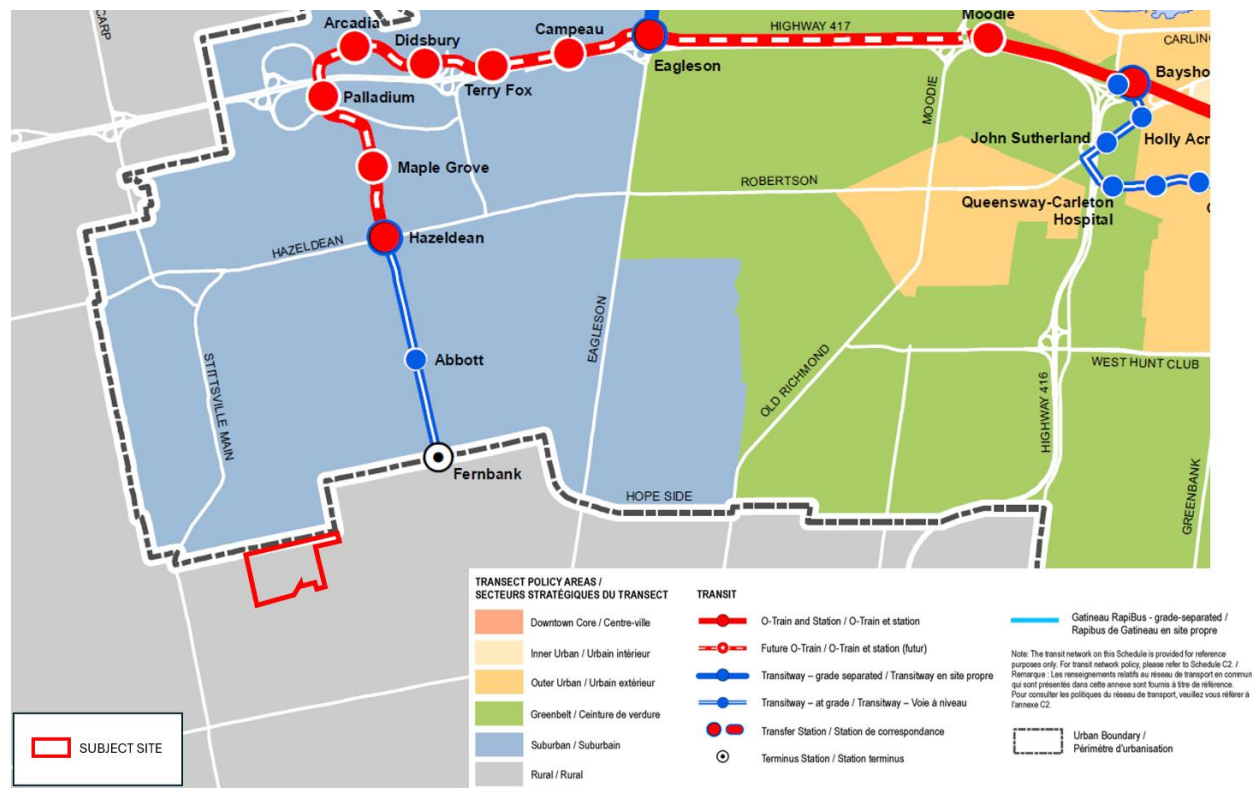 CARP
Arcadia
Didsbury
Campeau
HIGHWAY 417
Moodie
Terry Fox
Eagleson
Palladium
MOODIE
Maple Grove
John Sutherland
ROBERTSON
Queensway-Carleton
Hospital
HAZELDEAN
Hazeldean
EAGLESON
STITTSVILLE MAIN
Abbott
OLD RICHMOND
HIGHWAY 416
WEST HUNT CLUB
Fernbank
HOPE SIDE
GREENBANK
TRANSECT POLICY AREAS /
SECTEURS STRATÉGIQUES DU TRANSECT
Downtown Core / Centre-ville
Inner Urban / Urbain intérieur
Outer Urban / Urbain extérieur
Greenbelt / Ceinture de verdure
Suburban / Suburbain
Rural / Rural
TRANSIT
O-Train and Station / O-Train et station
Future O-Train / O-Train et station (futur)
Transitway – grade separated / Transitway en site propre
Transitway – at grade / Transitway – Voie à niveau
Transfer Station / Station de correspondance
Terminus Station / Station terminus
Gatineau RapiBus - grade-separated /
Rapibus de Gatineau en site propre
Note: The transit network on this Schedule is provided for reference
purposes only. For transit network policy, please refer to Schedule C2. /
Remarque : Les renseignements relatifs au réseau de transport en commun
qui sont présentés dans cette annexe sont fournis à titre de référence.
Pour consulter les politiques du réseau de transport, veuillez vous référer à
l'annexe C2.
Urban Boundary /
Périmètre d'urbanisation
SUBJECT SITE